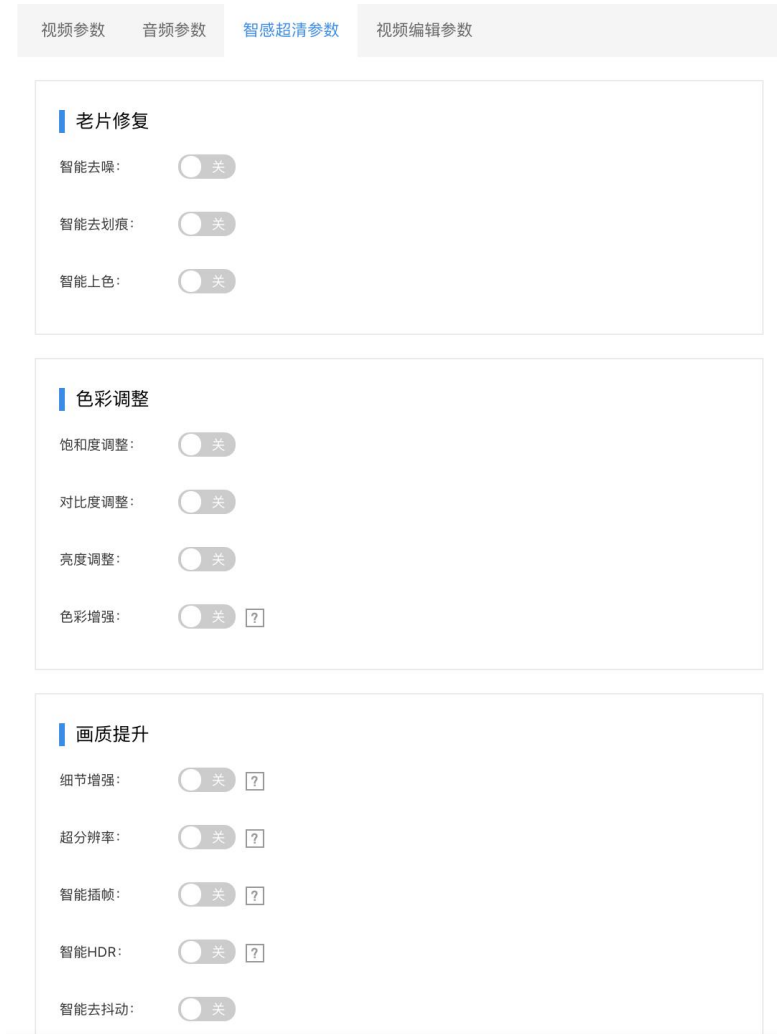 视频参数 音频参数 智感超清参数 视频编辑参数
老片修复
智能去噪： 关
智能去划痕： 关
智能上色： 关
色彩调整
饱和度调整： 关
对比度调整： 关
亮度调整： 关
色彩增强： 关 ?
画质提升
细节增强： 关 ?
超分辨率： 关 ?
智能插帧： 关 ?
智能HDR： 关 ?
智能去抖动： 关